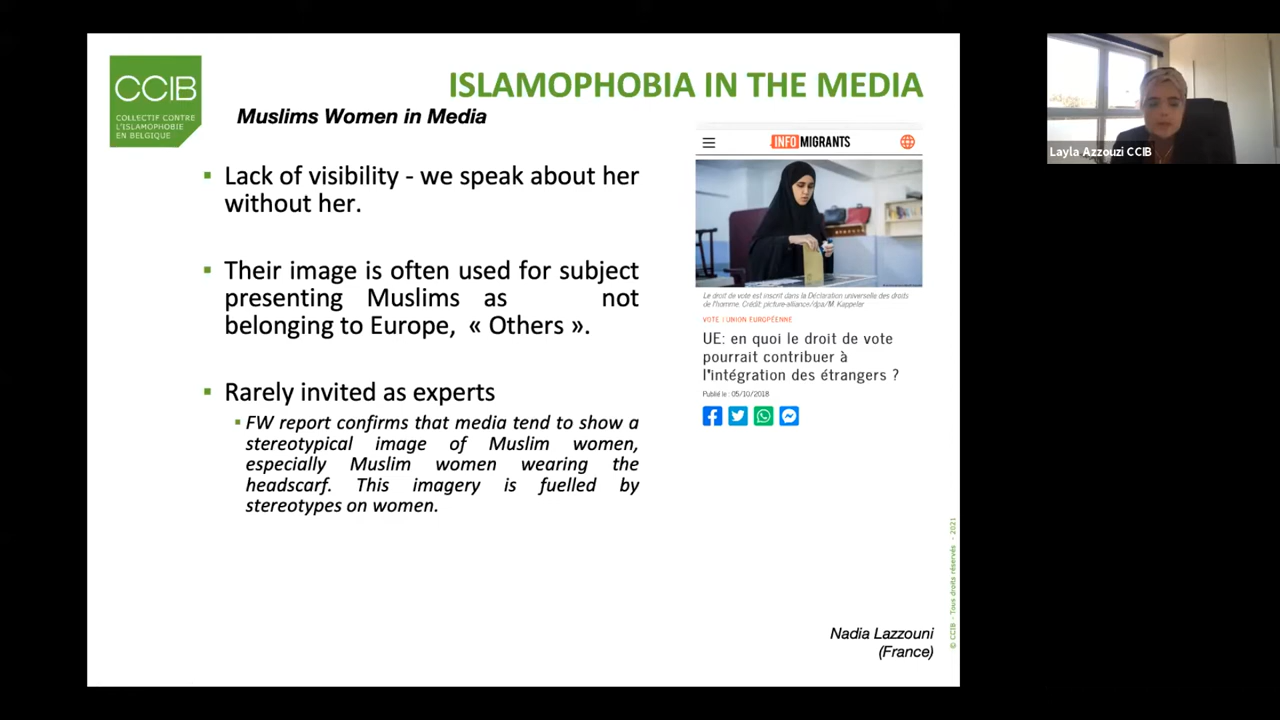 CCIB
COLLECTIF CONTRE
L'ISLAMOPHOBIE
EN BELGIQUE
ISLAMOPHOBIA IN THE MEDIA
Muslims Women in Media
▪ Lack of visibility - we speak about her
without her.
▪ Their image is often used for subject
presenting Muslims as not
belonging to Europe, « Others ».
▪ Rarely invited as experts
▪ FW report confirms that media tend to show a
stereotypical image of Muslim women,
especially Muslim women wearing the
headscarf. This imagery is fuelled by
stereotypes on women.
INFOMIGRANTS
Le droit de vote est inscrit dans la Déclaration universelle des droits
de l'homme. Crédit: picture-alliance/dpa/M. Kappeler
VOTE | UNION EUROPÉENNE
UE: en quoi le droit de vote
pourrait contribuer à
l'intégration des étrangers ?
Publié le : 05/10/2018
Nadia Lazzouni
(France)
© CCIB - Tous droits réservés - 2021
Layla Azzouzi CCIB